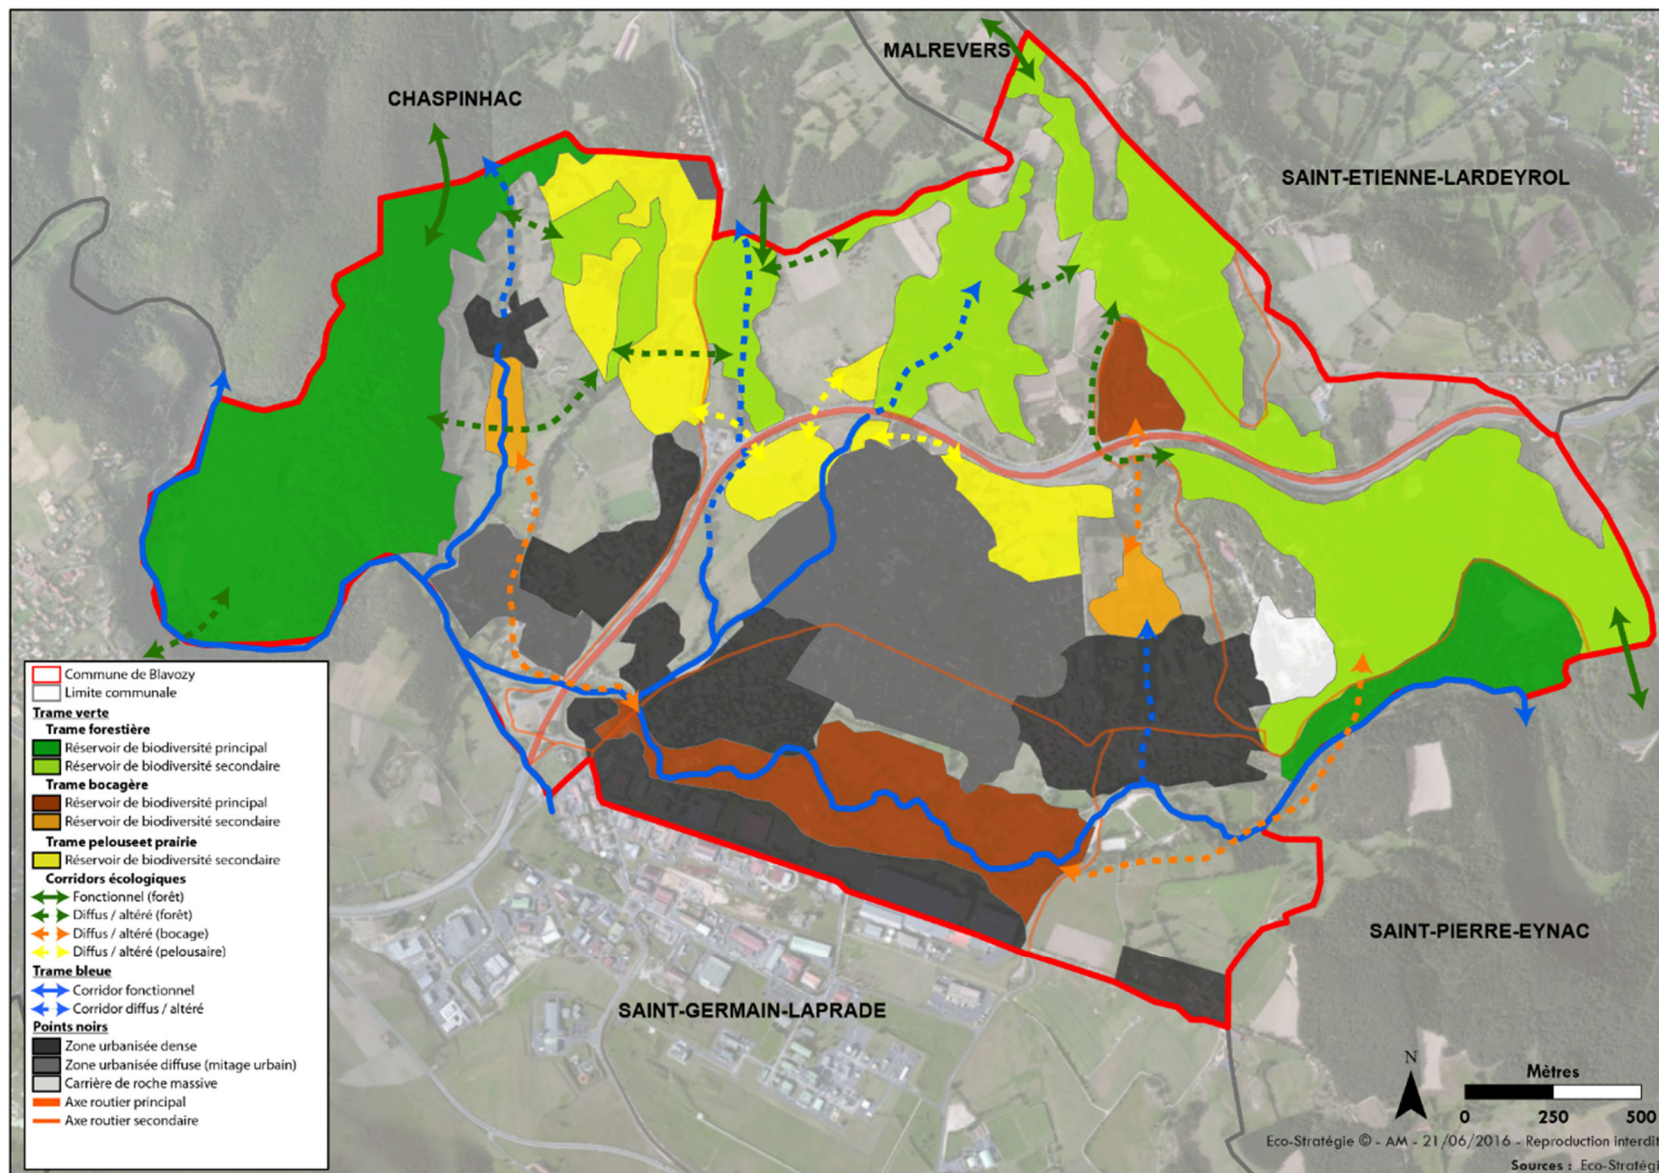 MALREVERS
CHASPINHAC
SAINT-ETIENNE-LARDEYROL
Commune de Blavozy
Limite communale
Trame verte
Trame forestière
Réservoir de biodiversité principal
Réservoir de biodiversité secondaire
Trame bocagère
Réservoir de biodiversité principal
Réservoir de biodiversité secondaire
Trame pelouseet prairie
Réservoir de biodiversité secondaire
Corridors écologiques
Fonctionnel (forêt)
Diffus / altéré (forêt)
Diffus / altéré (bocage)
Diffus / altéré (pelousaire)
Trame bleue
Corridor fonctionnel
Corridor diffus / altéré
Points noirs
Zone urbanisée dense
Zone urbanisée diffuse (mitage urbain)
Carrière de roche massive
Axe routier principal
Axe routier secondaire
SAINT-PIERRE-EYNAC
SAINT-GERMAIN-LAPRADE
N
Mètres
0 250 500
Eco-Stratégie © - AM - 21/06/2016 - Reproduction interdit
Sources : Eco-Stratégi